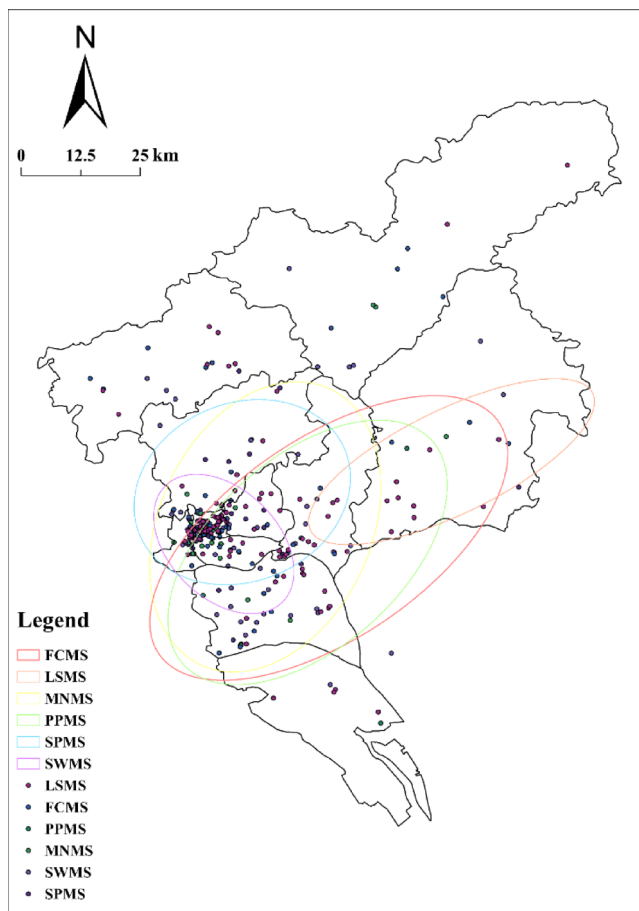 N
0 12.5 25 km
Legend
FCMS
LSMS
MNMS
PPMS
SPMS
SWMS
LSMS
FCMS
PPMS
MNMS
SWMS
SPMS